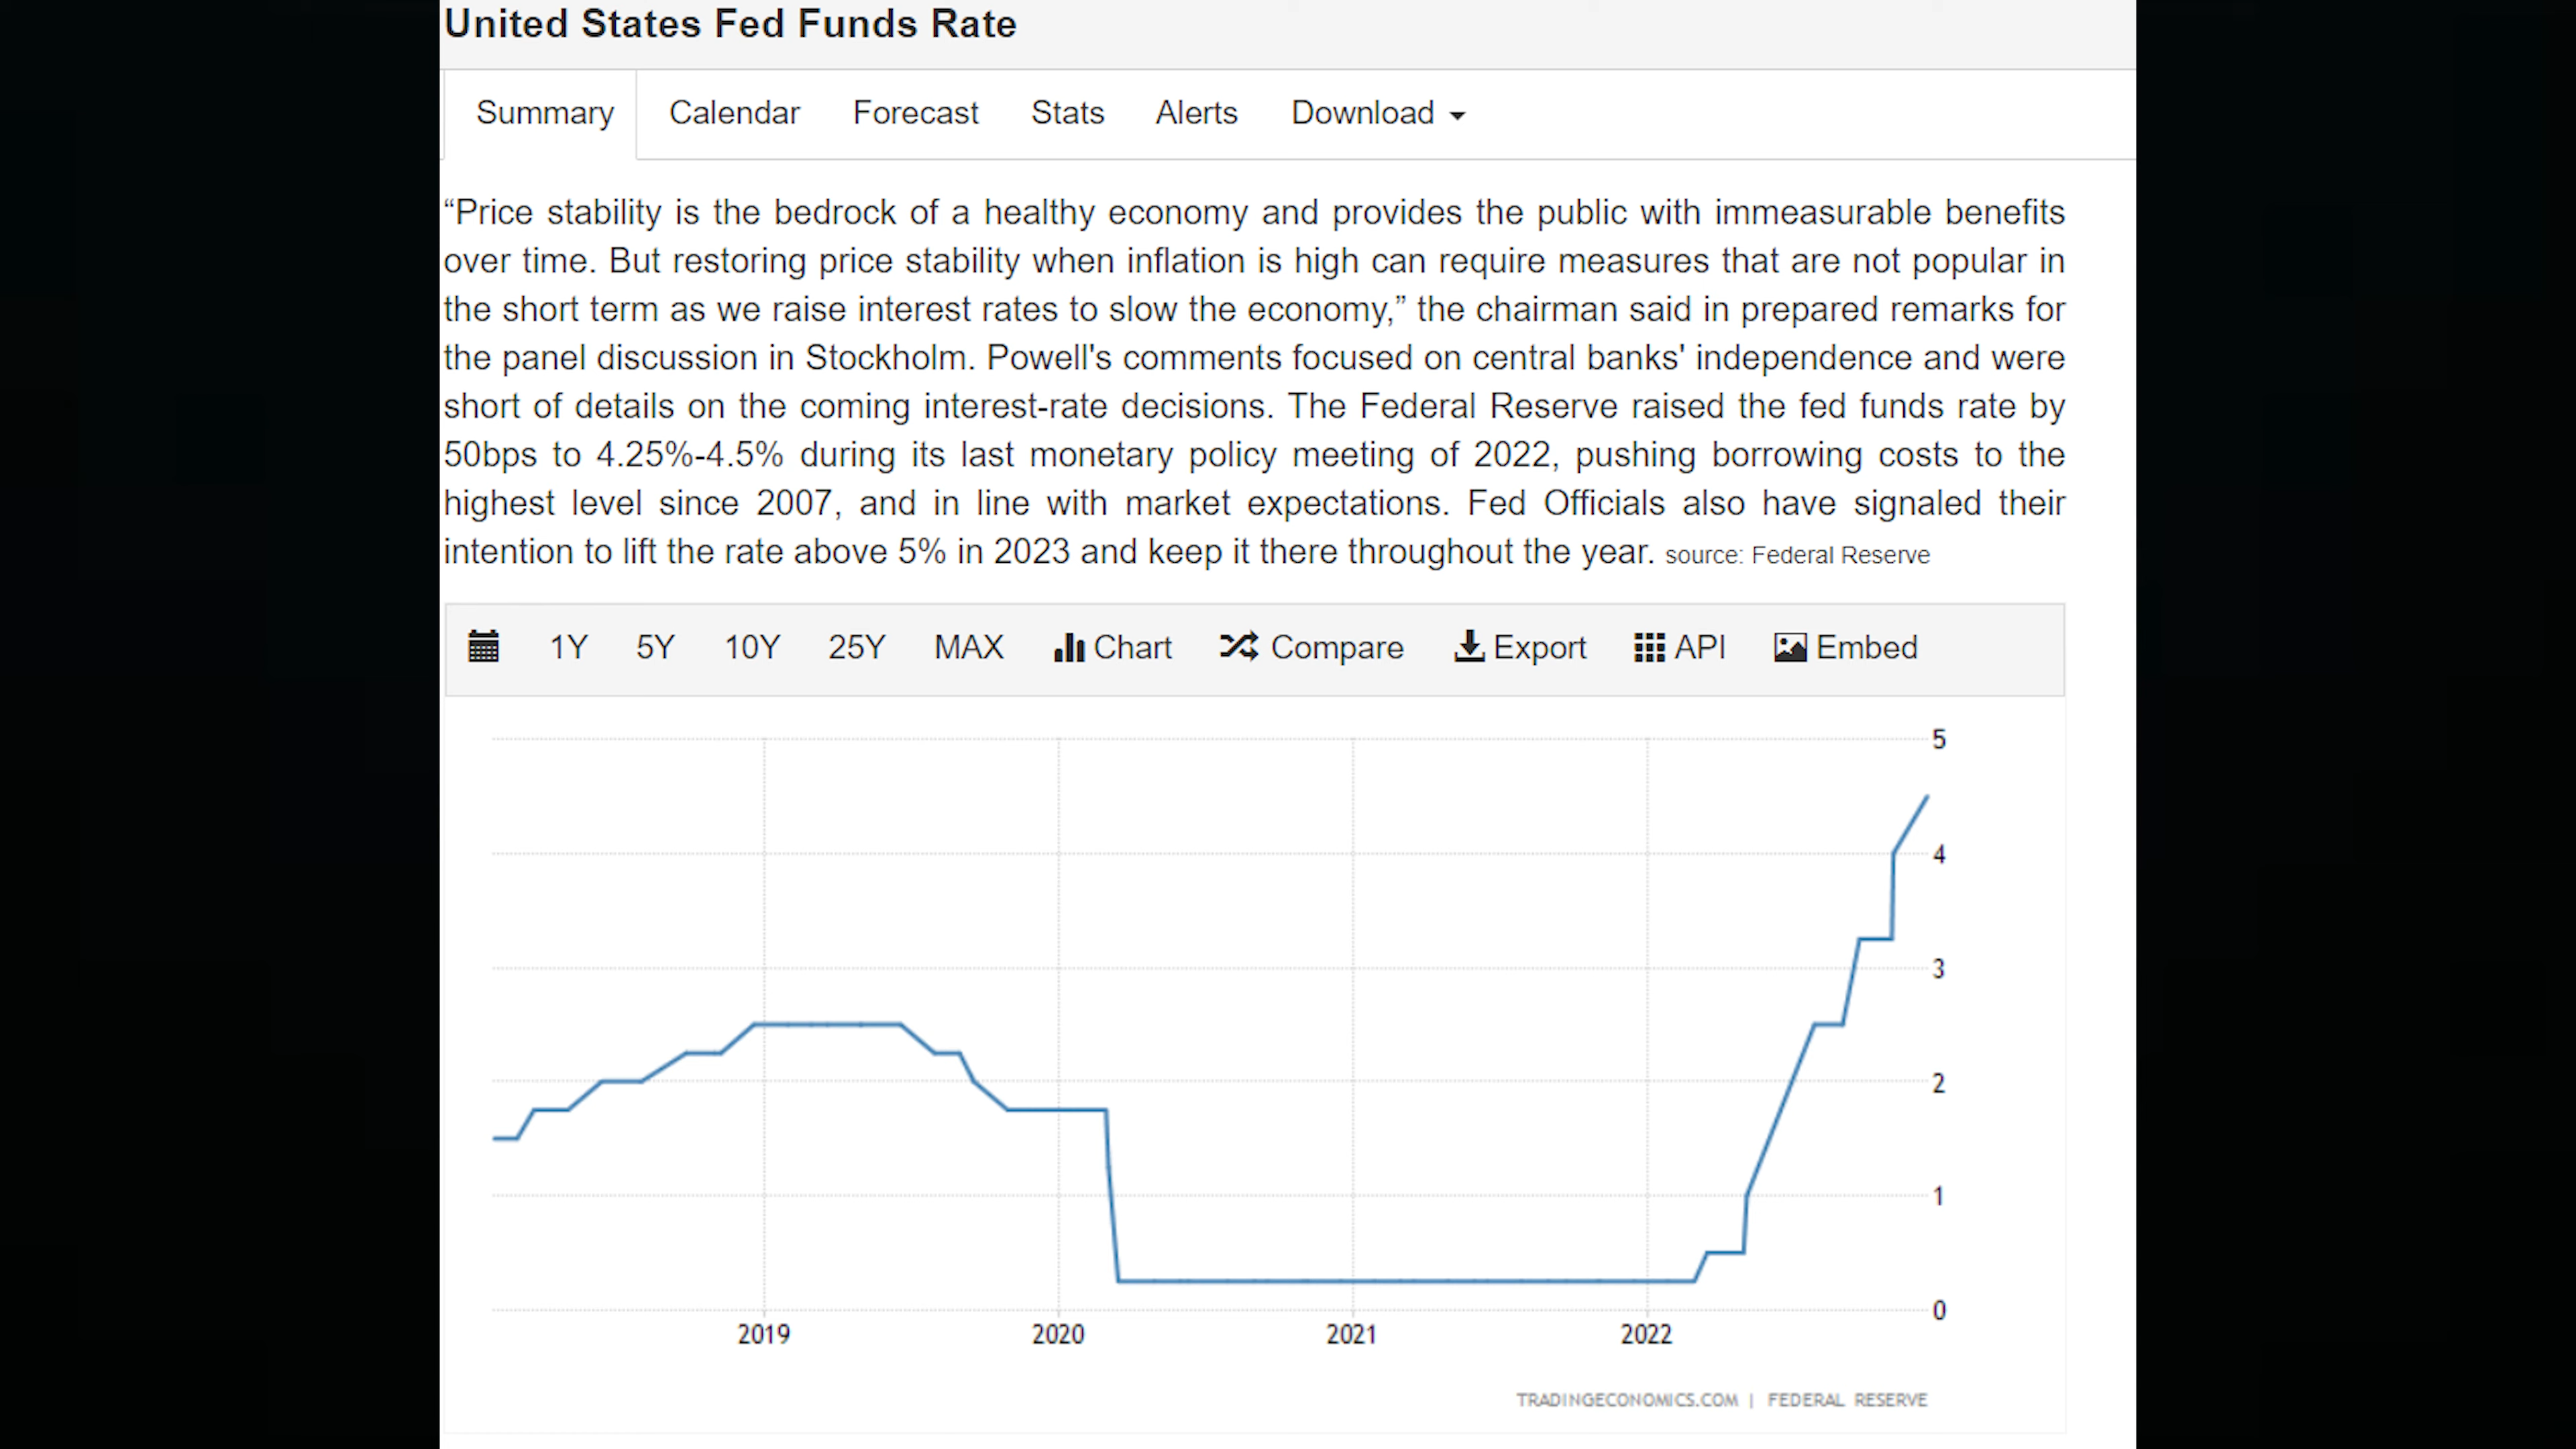 United States Fed Funds Rate
Summary Calendar Forecast Stats Alerts Download
“Price stability is the bedrock of a healthy economy and provides the public with immeasurable benefits
over time. But restoring price stability when inflation is high can require measures that are not popular in
the short term as we raise interest rates to slow the economy,” the chairman said in prepared remarks for
the panel discussion in Stockholm. Powell's comments focused on central banks' independence and were
short of details on the coming interest-rate decisions. The Federal Reserve raised the fed funds rate by
50bps to 4.25%-4.5% during its last monetary policy meeting of 2022, pushing borrowing costs to the
highest level since 2007, and in line with market expectations. Fed Officials also have signaled their
intention to lift the rate above 5% in 2023 and keep it there throughout the year. source: Federal Reserve
1Y 5Y 10Y 25Y MAX Chart Compare Export API Embed
5
4
3
2
1
0
2019 2020 2021 2022
TRADINGECONOMICS.COM | FEDERAL RESERVE